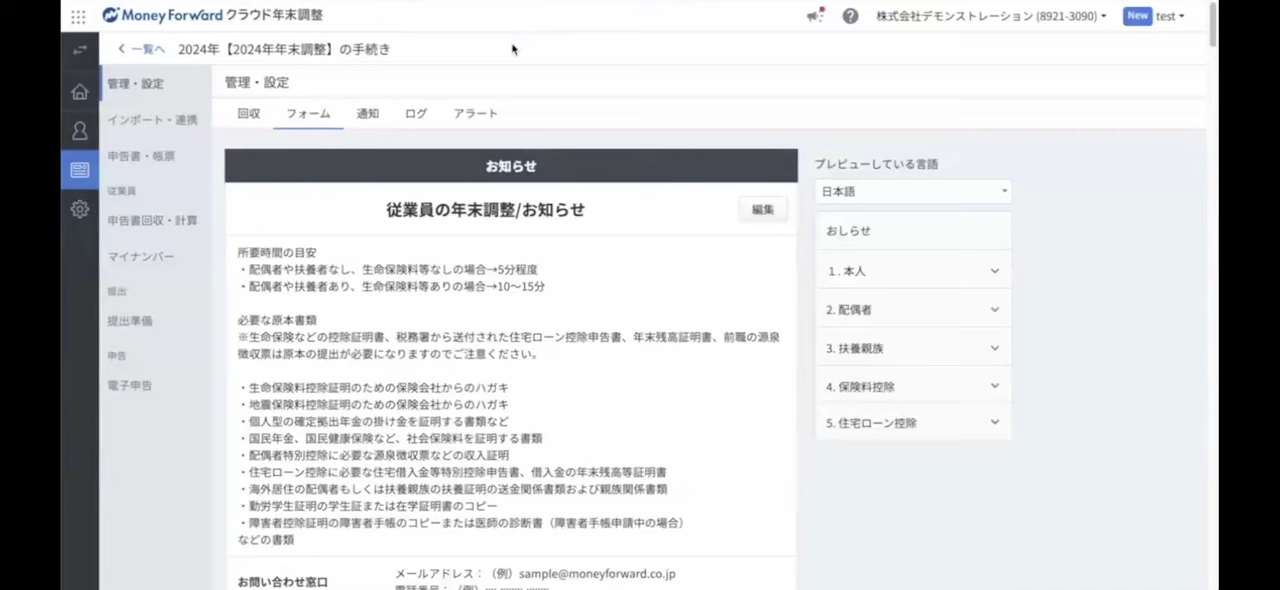 Money Forward クラウド年末調整
株式会社デモンストレーション (8921-3090)
New
test
一覧へ
2024年【2024年年末調整】の手続き
管理・設定
インポート・連携
申告書・帳票
従業員
申告書回収・計算
マイナンバー
提出
提出準備
申告
電子申告
管理・設定
回収
フォーム
通知
ログ
アラート
お知らせ
従業員の年末調整/お知らせ
編集
所要時間の目安
・配偶者や扶養者なし、生命保険料等なしの場合→5分程度
・配偶者や扶養者あり、生命保険料等ありの場合→10～15分
必要な原本書類
※生命保険などの控除証明書、税務署から送付された住宅ローン控除申告書、年末残高証明書、前職の源泉
徴収票は原本の提出が必要になりますのでご注意ください。
・生命保険料控除証明のための保険会社からのハガキ
・地震保険料控除証明のための保険会社からのハガキ
・個人型の確定拠出年金の掛け金を証明する書類など
・国民年金、国民健康保険など、社会保険料を証明する書類
・配偶者特別控除に必要な源泉徴収票などの収入証明
・住宅ローン控除に必要な住宅借入金等特別控除申告書、借入金の年末残高等証明書
・海外居住の配偶者もしくは扶養親族の扶養証明の送金関係書類および親族関係書類
・勤労学生証明の学生証または在学証明書のコピー
・障害者控除証明の障害者手帳のコピーまたは医師の診断書（障害者手帳申請中の場合）
などの書類
お問い合わせ窓口
メールアドレス：（例）sample@moneyforward.co.jp
電話番号：（例）
プレビューしている言語
日本語
おしらせ
1. 本人
2. 配偶者
3. 扶養親族
4. 保険料控除
5. 住宅ローン控除